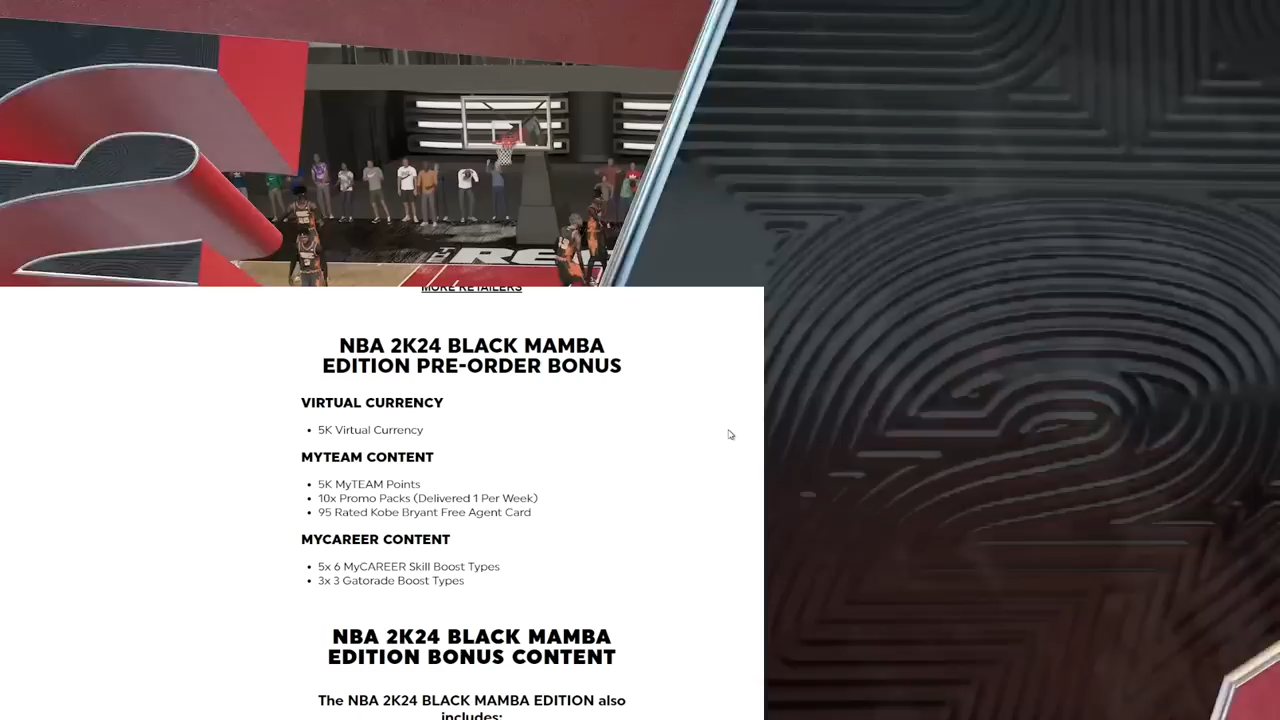 MORE RETAILERS
NBA 2K24 BLACK MAMBA
EDITION PRE-ORDER BONUS
VIRTUAL CURRENCY
• 5K Virtual Currency
MYTEAM CONTENT
• 5K MyTEAM Points
• 10x Promo Packs (Delivered 1 Per Week)
• 95 Rated Kobe Bryant Free Agent Card
MYCAREER CONTENT
• 5x 6 MyCAREER Skill Boost Types
• 3x 3 Gatorade Boost Types
NBA 2K24 BLACK MAMBA
EDITION BONUS CONTENT
The NBA 2K24 BLACK MAMBA EDITION also
includes: